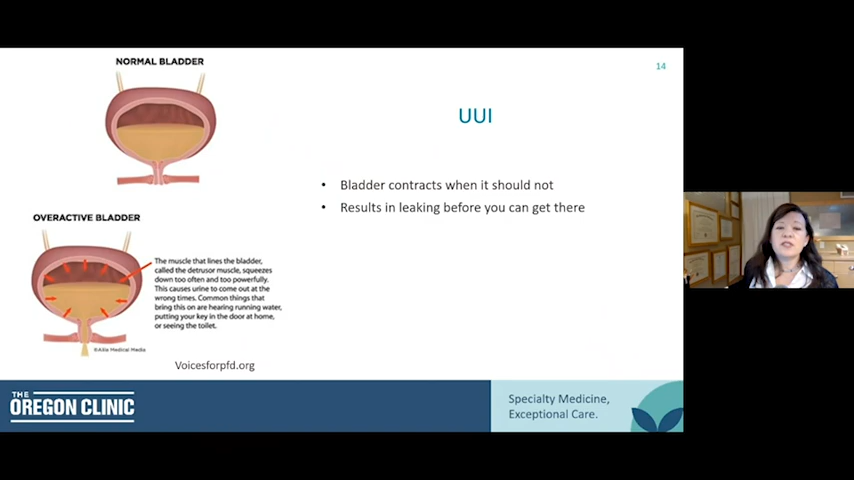 NORMAL BLADDER
14
UUI
• Bladder contracts when it should not
• Results in leaking before you can get there
OVERACTIVE BLADDER
The muscle that lines the bladder,
called the detrusor muscle, squeezes
down too often and too powerfully.
This causes urine to come out at the
wrong times. Common things that
bring this on are hearing running water,
putting your key in the door at home,
or seeing the toilet.
©Alila Medical Media
Voicesforpfd.org
THE
OREGON CLINIC
Specialty Medicine,
Exceptional Care.